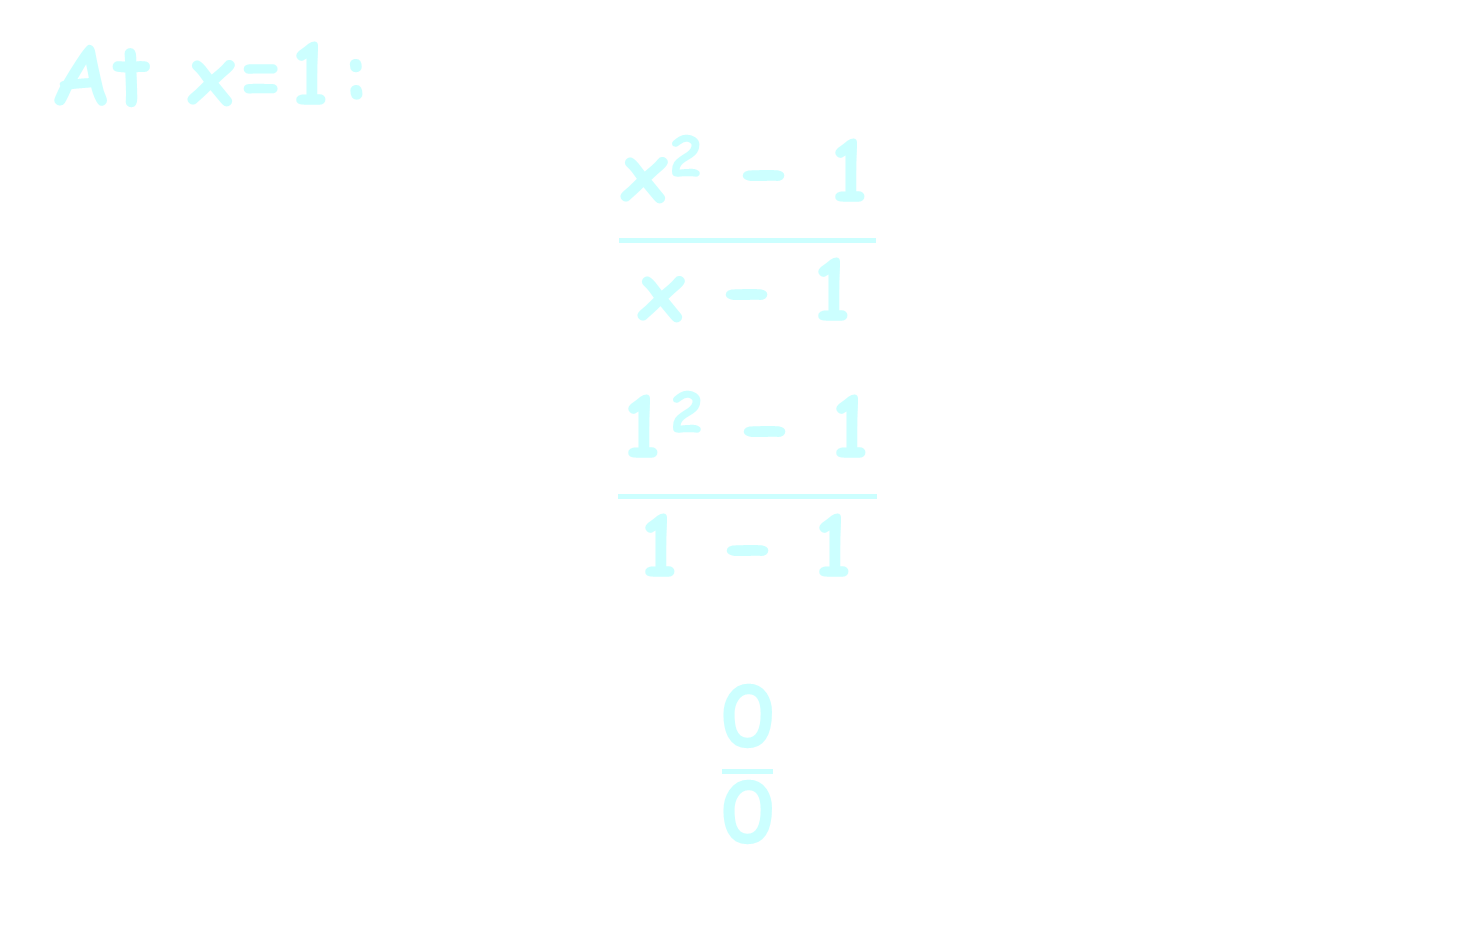 At x=1:
x² - 1
x - 1
1² - 1
1 - 1
0
0